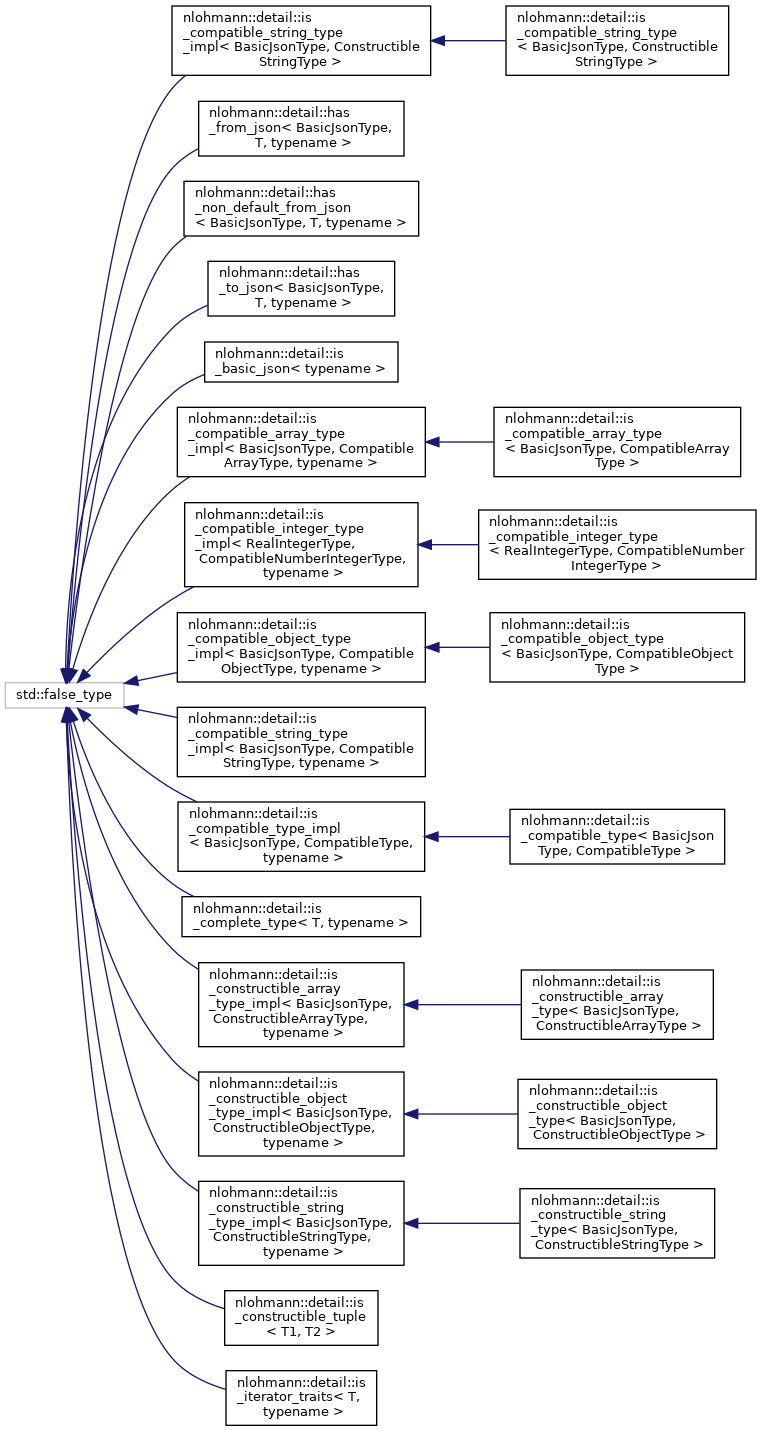 nlohmann::detail::is
_compatible_string_type
_impl< BasicJsonType, Constructible
StringType >
nlohmann::detail::is
_compatible_string_type
< BasicJsonType, Constructible
StringType >
nlohmann::detail::has
_from_json< BasicJsonType,
T, typename >
nlohmann::detail::has
_non_default_from_json
< BasicJsonType, T, typename >
nlohmann::detail::has
_to_json< BasicJsonType,
T, typename >
nlohmann::detail::is
_basic_json< typename >
nlohmann::detail::is
_compatible_array_type
_impl< BasicJsonType, Compatible
ArrayType, typename >
nlohmann::detail::is
_compatible_array_type
< BasicJsonType, CompatibleArray
Type >
nlohmann::detail::is
_compatible_integer_type
_impl< RealIntegerType,
CompatibleNumberIntegerType,
typename >
nlohmann::detail::is
_compatible_integer_type
< RealIntegerType, CompatibleNumber
IntegerType >
nlohmann::detail::is
_compatible_object_type
_impl< BasicJsonType, Compatible
ObjectType, typename >
nlohmann::detail::is
_compatible_object_type
< BasicJsonType, CompatibleObject
Type >
std::false_type
nlohmann::detail::is
_compatible_string_type
_impl< BasicJsonType, Compatible
StringType, typename >
nlohmann::detail::is
_compatible_type_impl
< BasicJsonType, CompatibleType,
typename >
nlohmann::detail::is
_compatible_type< BasicJson
Type, CompatibleType >
nlohmann::detail::is
_complete_type< T, typename >
nlohmann::detail::is
_constructible_array
_type_impl< BasicJsonType,
ConstructibleArrayType,
typename >
nlohmann::detail::is
_constructible_array
_type< BasicJsonType,
ConstructibleArrayType >
nlohmann::detail::is
_constructible_object
_type_impl< BasicJsonType,
ConstructibleObjectType,
typename >
nlohmann::detail::is
_constructible_object
_type< BasicJsonType,
ConstructibleObjectType >
nlohmann::detail::is
_constructible_string
_type_impl< BasicJsonType,
ConstructibleStringType,
typename >
nlohmann::detail::is
_constructible_string
_type< BasicJsonType,
ConstructibleStringType >
nlohmann::detail::is
_constructible_tuple
< T1, T2 >
nlohmann::detail::is
_iterator_traits< T,
typename >